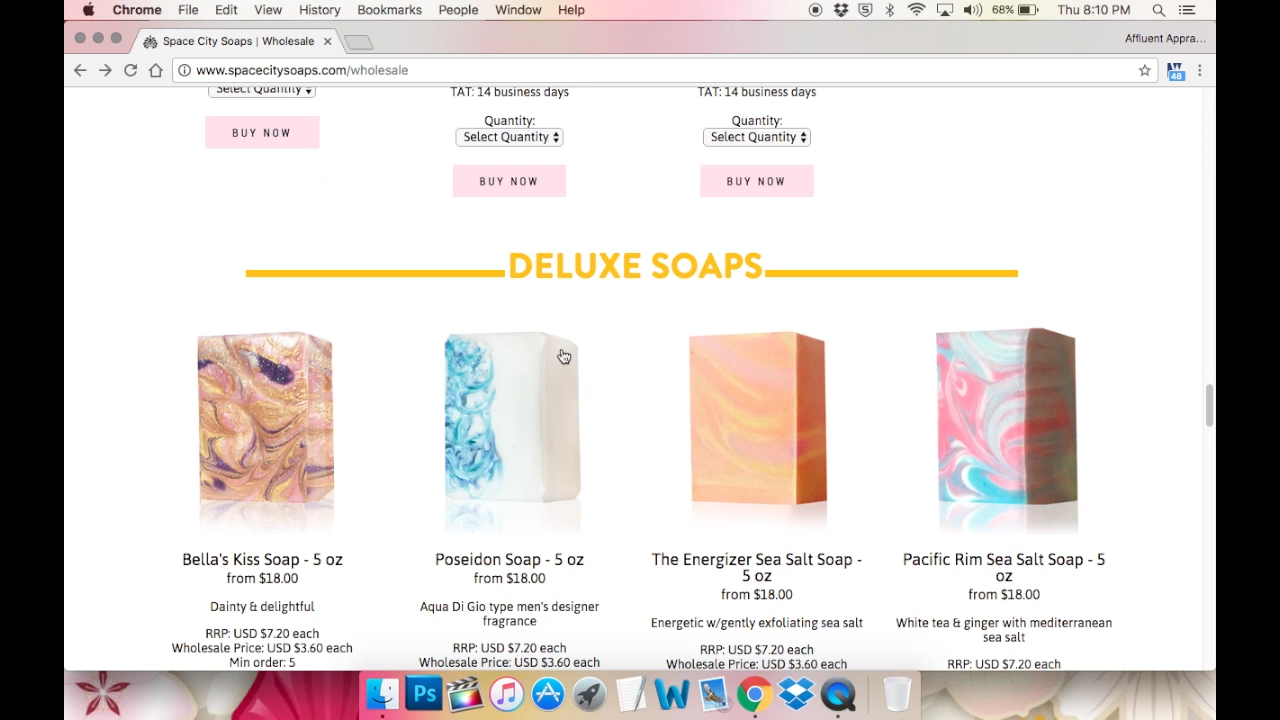 Chrome File Edit View History Bookmarks People Window Help 68% Thu 8:10 PM
Space City Soaps | Wholesale Affluent Appra...
www.spacecitysoaps.com/wholesale 48
Select Quantity TAT: 14 business days TAT: 14 business days
Quantity: Quantity:
BUY NOW Select Quantity Select Quantity
BUY NOW BUY NOW
DELUXE SOAPS
Bella's Kiss Soap - 5 oz
from $18.00
Dainty & delightful
RRP: USD $7.20 each
Wholesale Price: USD $3.60 each
Min order: 5
Poseidon Soap - 5 oz
from $18.00
Aqua Di Gio type men's designer
fragrance
RRP: USD $7.20 each
Wholesale Price: USD $3.60 each
The Energizer Sea Salt Soap -
5 oz
from $18.00
Energetic w/gently exfoliating sea salt
RRP: USD $7.20 each
Wholesale Price: USD $3.60 each
Pacific Rim Sea Salt Soap - 5
oz
from $18.00
White tea & ginger with mediterranean
sea salt
RRP: USD $7.20 each
Ps